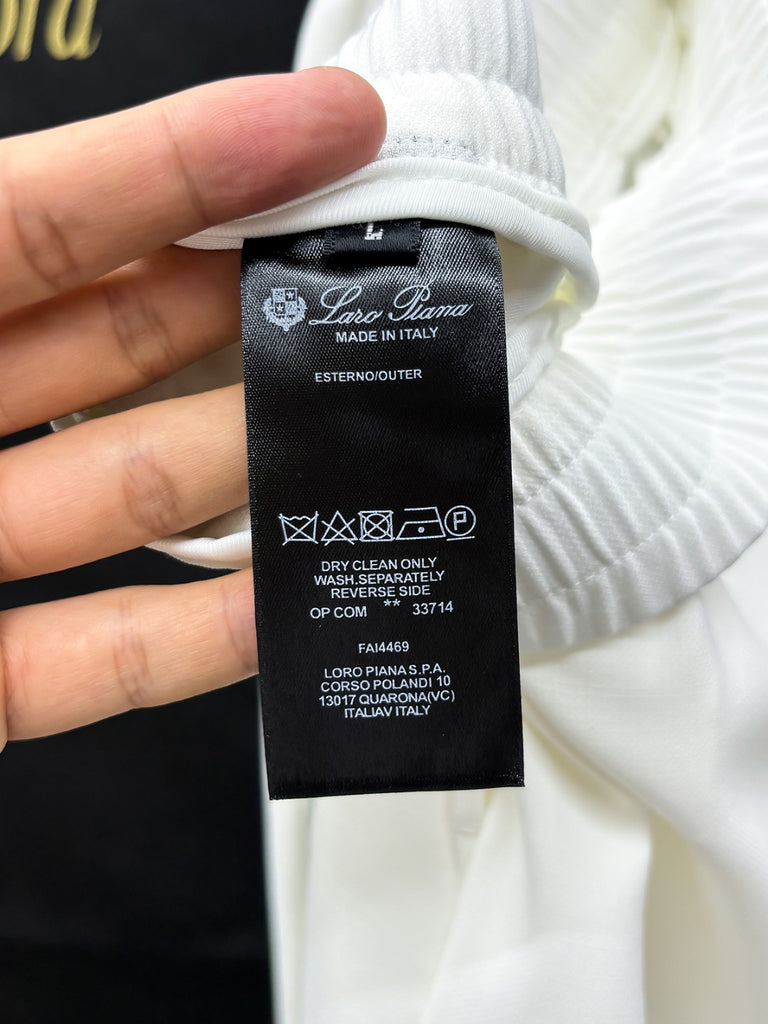 L
Laro Piana
MADE IN ITALY
ESTERNO/OUTER
P
DRY CLEAN ONLY
WASH.SEPARATELY
REVERSE SIDE
OP COM ** 33714
FAI4469
LORO PIANA S.P.A.
CORSO POLANDI 10
13017 QUARONA(VC)
ITALIAV ITALY